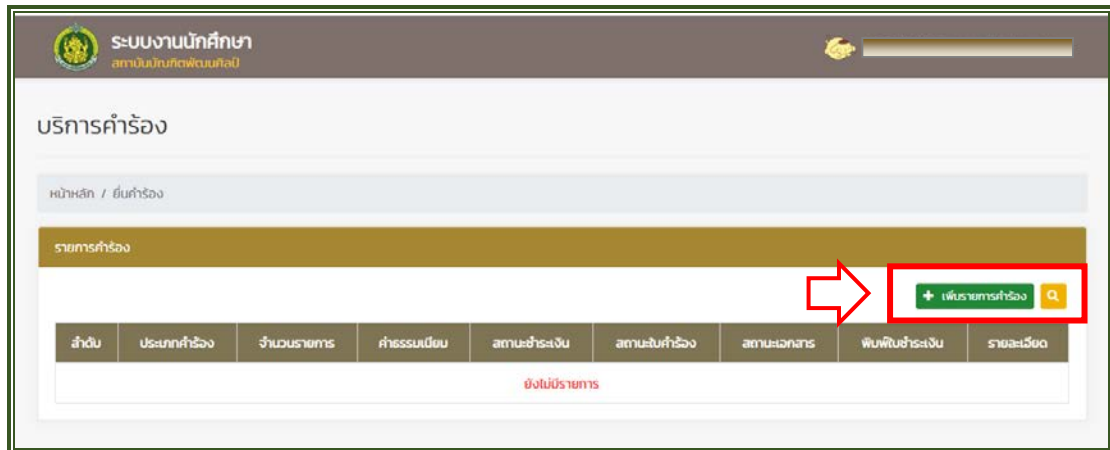 ระบบงานนักศึกษา
สถาบันบัณฑิตพัฒนศิลป์
บริการคำร้อง
หน้าหลัก / ยื่นคำร้อง
รายการคำร้อง
+ เพิ่มรายการคำร้อง
ลำดับ ประเภทคำร้อง จำนวนรายการ ค่าธรรมเนียม สถานะชำระเงิน สถานะใบคำร้อง สถานะเอกสาร พิมพ์ใบชำระเงิน รายละเอียด
ยังไม่มีรายการ